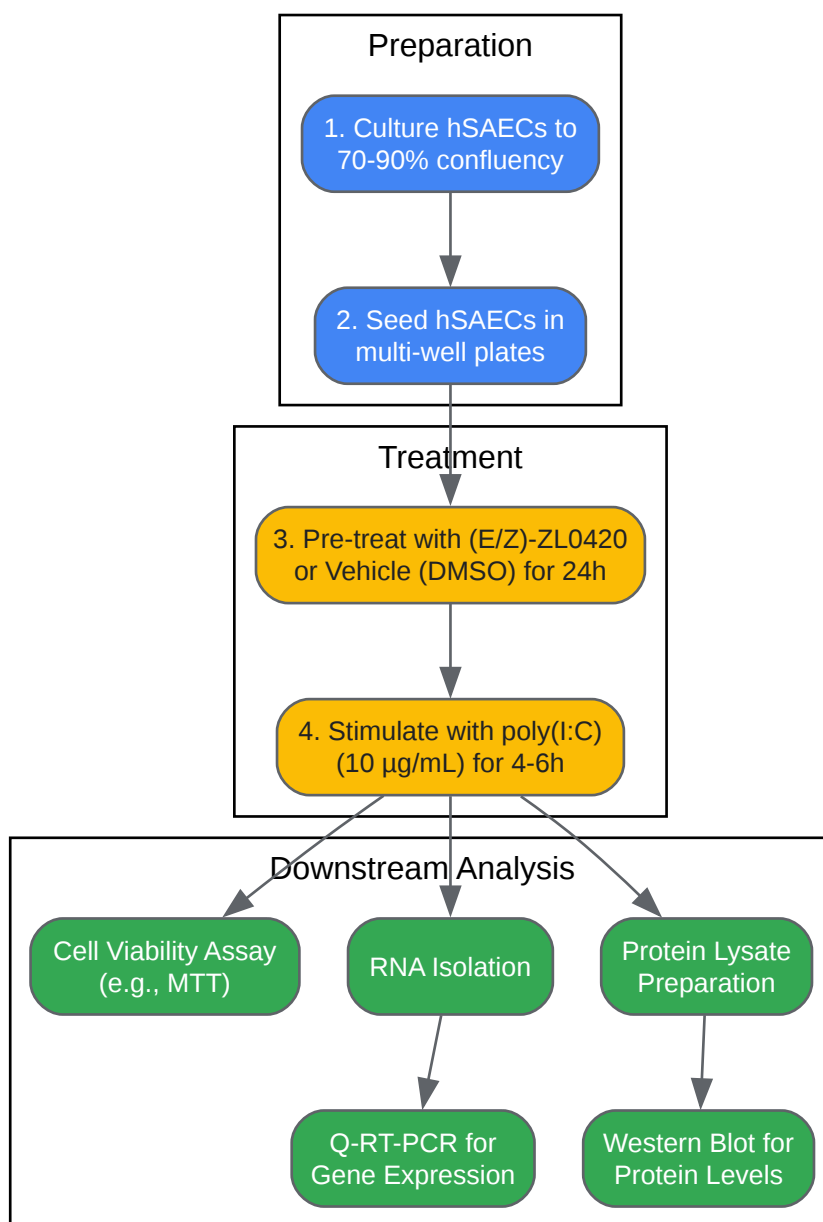 Preparation
1. Culture hSAECs to
70-90% confluency
2. Seed hSAECs in
multi-well plates
Treatment
3. Pre-treat with (E/Z)-ZL0420
or Vehicle (DMSO) for 24h
4. Stimulate with poly(I:C)
(10 µg/mL) for 4-6h
Downstream Analysis
Cell Viability Assay
(e.g., MTT)
RNA Isolation
Protein Lysate
Preparation
Q-RT-PCR for
Gene Expression
Western Blot for
Protein Levels